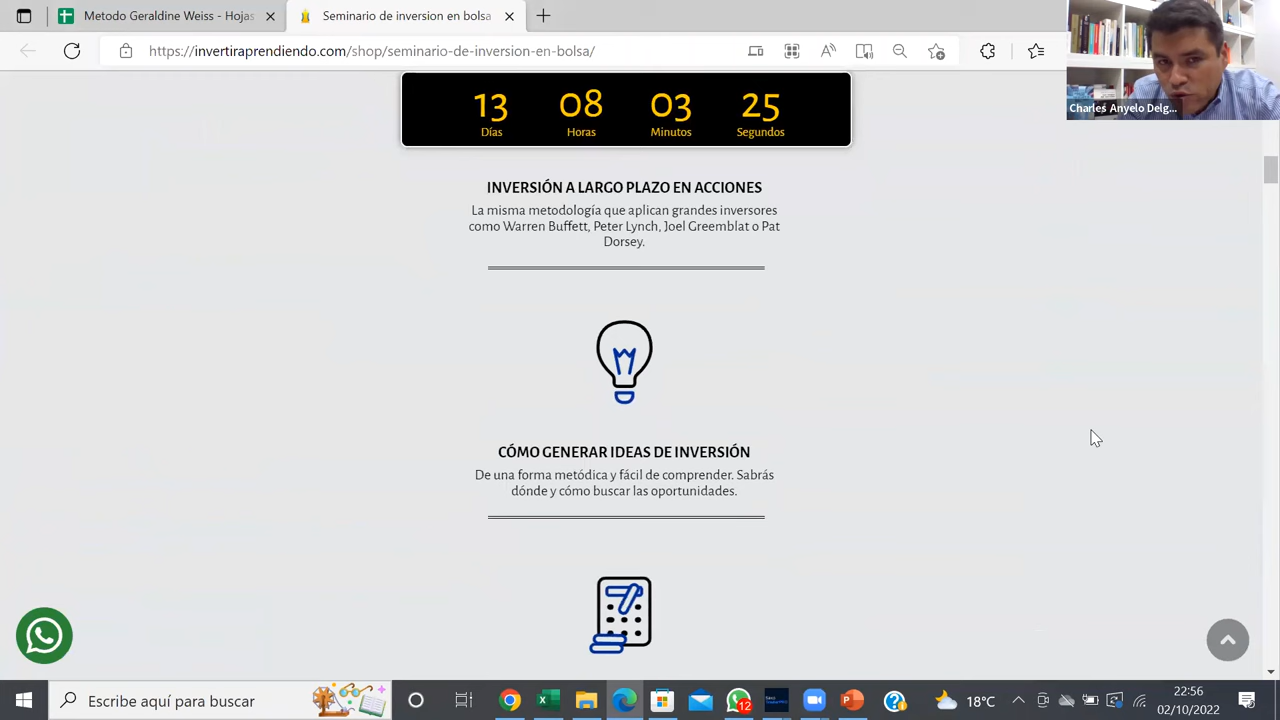 Metodo Geraldine Weiss - Hojas
Seminario de inversion en bolsa
https://invertiraprendiendo.com/shop/seminario-de-inversion-en-bolsa/
Charles Anyelo Delg...
13 08 03 25
Días Horas Minutos Segundos
INVERSIÓN A LARGO PLAZO EN ACCIONES
La misma metodología que aplican grandes inversores
como Warren Buffett, Peter Lynch, Joel Greemblat o Pat
Dorsey.
CÓMO GENERAR IDEAS DE INVERSIÓN
De una forma metódica y fácil de comprender. Sabrás
dónde y cómo buscar las oportunidades.
Escribe aquí para buscar
12
18°C
22:56
02/10/2022